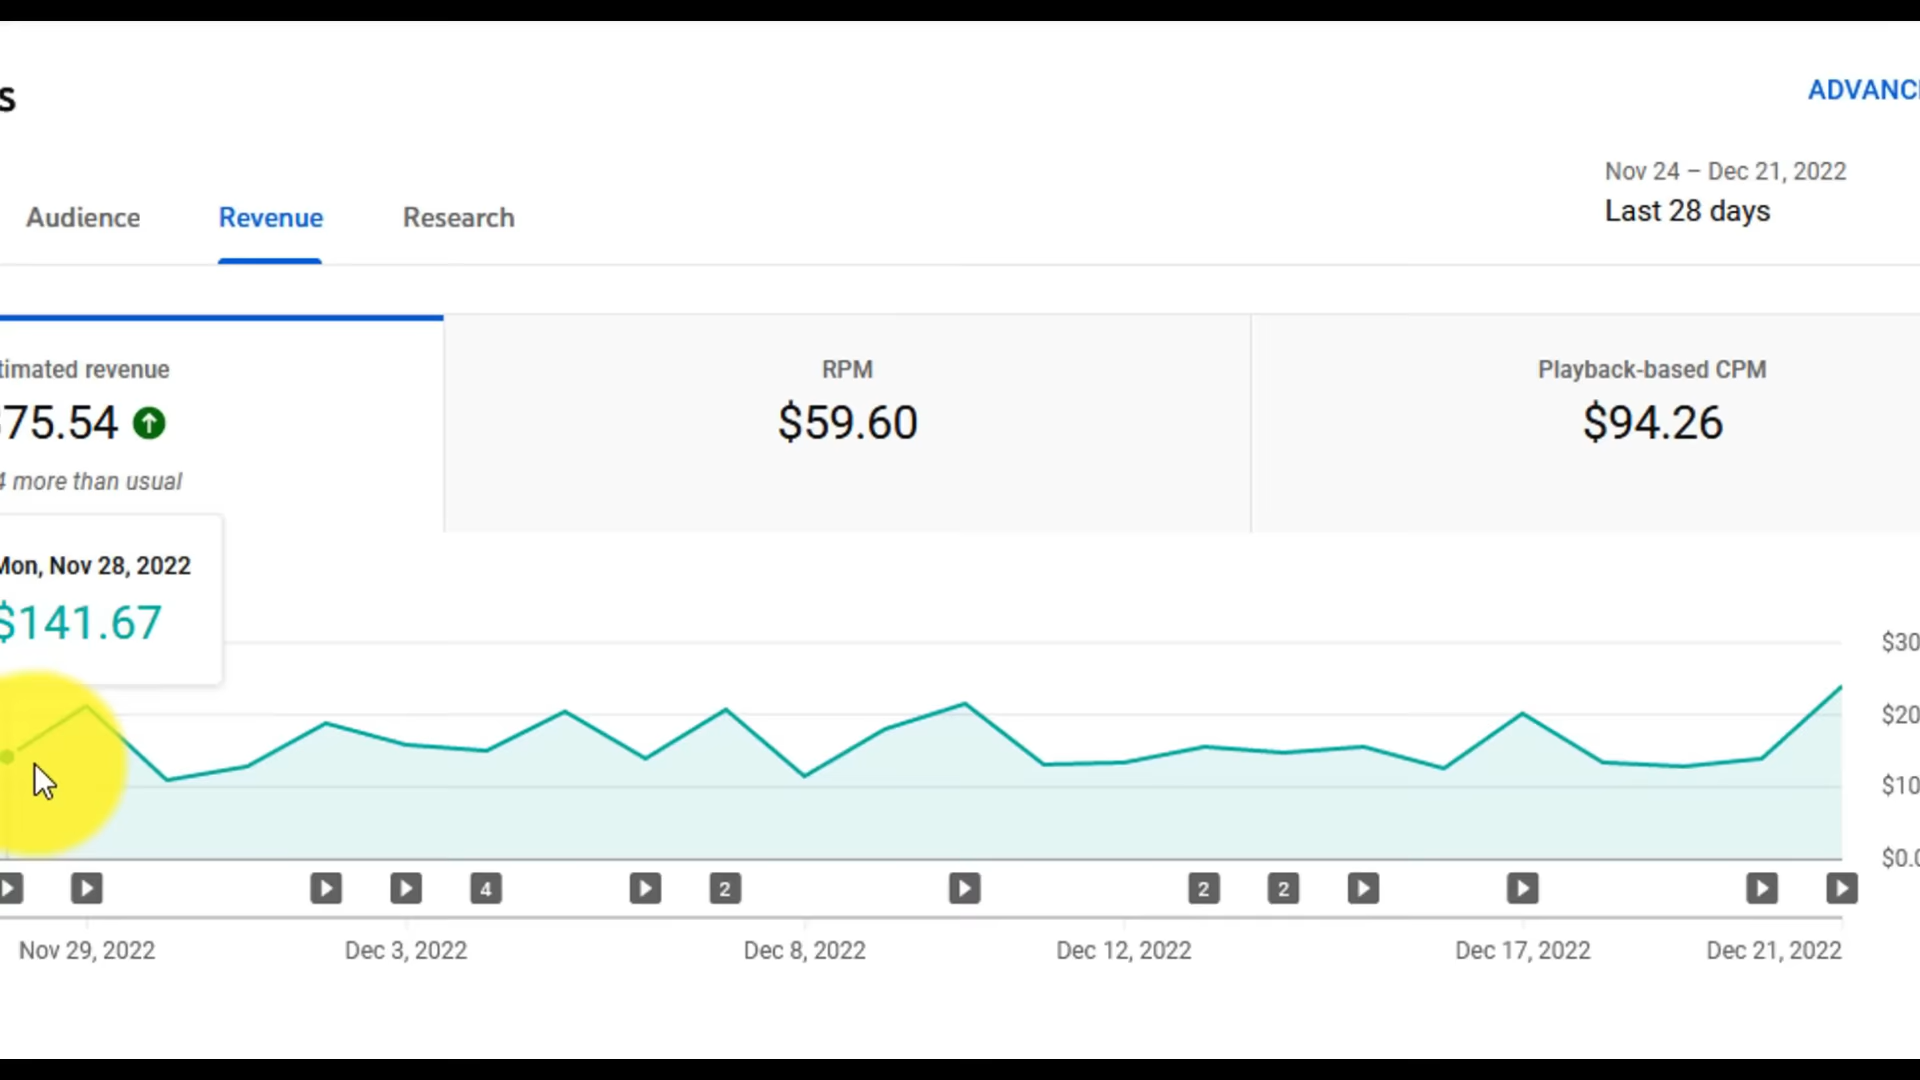 s
ADVANC
Nov 24 – Dec 21, 2022
Audience Revenue Research
Last 28 days
timated revenue RPM Playback-based CPM
75.54 $59.60 $94.26
4 more than usual
Mon, Nov 28, 2022
$141.67
$30
$20
$10
$0.0
4 2 2 2
Nov 29, 2022 Dec 3, 2022 Dec 8, 2022 Dec 12, 2022 Dec 17, 2022 Dec 21, 2022